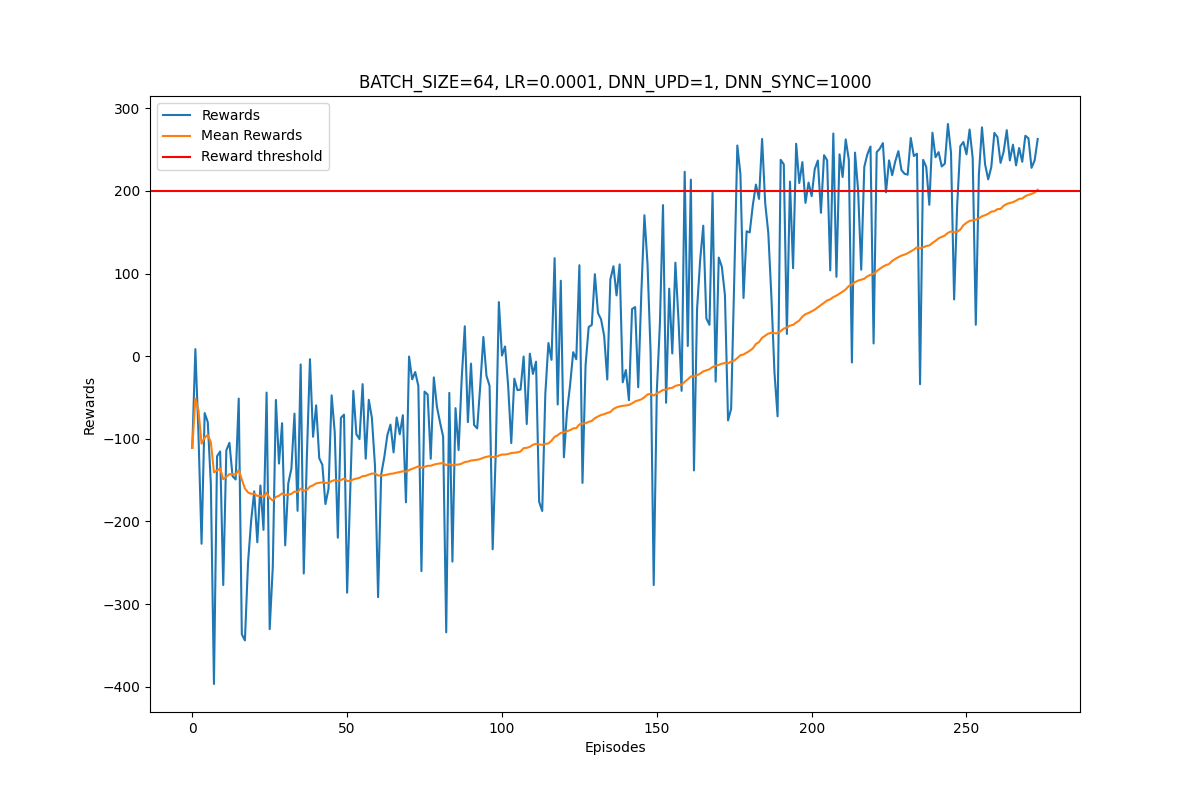 BATCH_SIZE=64, LR=0.0001, DNN_UPD=1, DNN_SYNC=1000
Rewards
Mean Rewards
Reward threshold
300
200
100
0
−100
−200
−300
−400
Rewards
0
50
100
150
200
250
Episodes